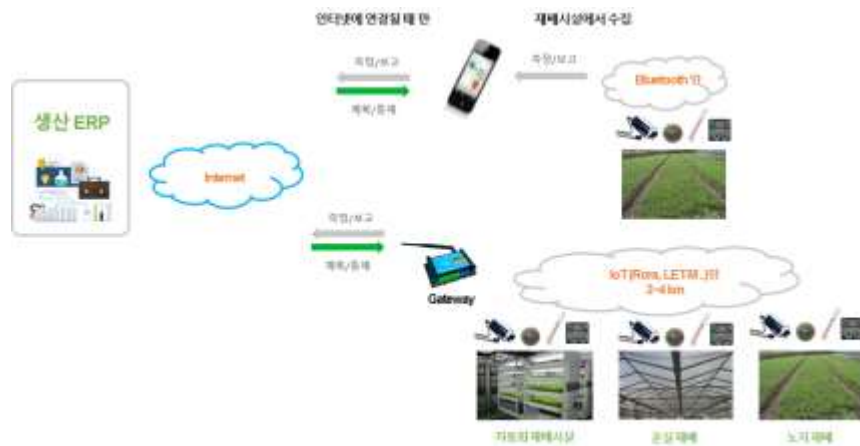 인터넷에 연결될 때 만
재배시설에서 수집
측정/보고
측정/보고
계획/통제
Bluetooth 망
생산 ERP
Internet
측정/보고
계획/통제
Gateway
IoT(Rora, LETM..)망
2~4 km
자동화 재배시설
온실 재배
노지 재배